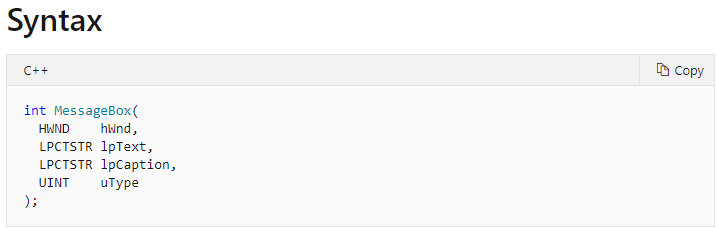 Syntax
C++ Copy
int MessageBox(
  HWND    hWnd,
  LPCTSTR lpText,
  LPCTSTR lpCaption,
  UINT    uType
);